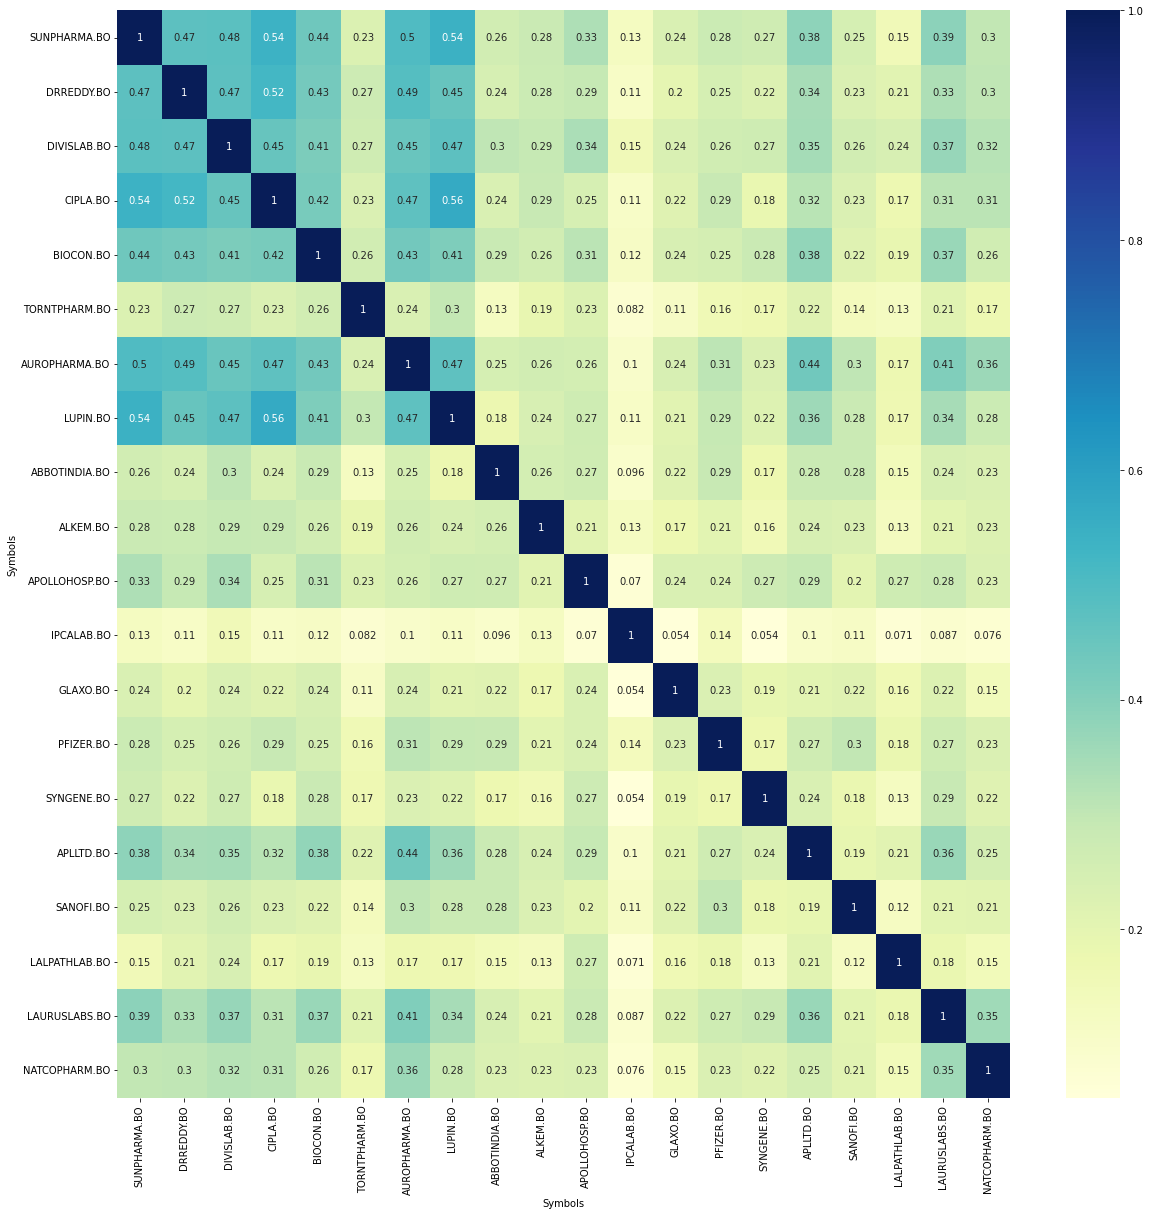 SUNPHARMA.BO 1 0.47 0.48 0.54 0.44 0.23 0.5 0.54 0.26 0.28 0.33 0.13 0.24 0.28 0.27 0.38 0.25 0.15 0.39 0.3
DRREDDY.BO 0.47 1 0.47 0.52 0.43 0.27 0.49 0.45 0.24 0.28 0.29 0.11 0.2 0.25 0.22 0.34 0.23 0.21 0.33 0.3
DIVISLAB.BO 0.48 0.47 1 0.45 0.41 0.27 0.45 0.47 0.3 0.29 0.34 0.15 0.24 0.26 0.27 0.35 0.26 0.24 0.37 0.32
CIPLA.BO 0.54 0.52 0.45 1 0.42 0.23 0.47 0.56 0.24 0.29 0.25 0.11 0.22 0.29 0.18 0.32 0.23 0.17 0.31 0.31
BIOCON.BO 0.44 0.43 0.41 0.42 1 0.26 0.43 0.41 0.29 0.26 0.31 0.12 0.24 0.25 0.28 0.38 0.22 0.19 0.37 0.26
TORNTPHARM.BO 0.23 0.27 0.27 0.23 0.26 1 0.24 0.3 0.13 0.19 0.23 0.082 0.11 0.16 0.17 0.22 0.14 0.13 0.21 0.17
AUROPHARMA.BO 0.5 0.49 0.45 0.47 0.43 0.24 1 0.47 0.25 0.26 0.26 0.1 0.24 0.31 0.23 0.44 0.3 0.17 0.41 0.36
LUPIN.BO 0.54 0.45 0.47 0.56 0.41 0.3 0.47 1 0.18 0.24 0.27 0.11 0.21 0.29 0.22 0.36 0.28 0.17 0.34 0.28
ABBOTINDIA.BO 0.26 0.24 0.3 0.24 0.29 0.13 0.25 0.18 1 0.26 0.27 0.096 0.22 0.29 0.17 0.28 0.28 0.15 0.24 0.23
ALKEM.BO 0.28 0.28 0.29 0.29 0.26 0.19 0.26 0.24 0.26 1 0.21 0.13 0.17 0.21 0.16 0.24 0.23 0.13 0.21 0.23
APOLLOHOSP.BO 0.33 0.29 0.34 0.25 0.31 0.23 0.26 0.27 0.27 0.21 1 0.07 0.24 0.24 0.27 0.29 0.2 0.27 0.28 0.23
IPCALAB.BO 0.13 0.11 0.15 0.11 0.12 0.082 0.1 0.11 0.096 0.13 0.07 1 0.054 0.14 0.054 0.1 0.11 0.071 0.087 0.076
GLAXO.BO 0.24 0.2 0.24 0.22 0.24 0.11 0.24 0.21 0.22 0.17 0.24 0.054 1 0.23 0.19 0.21 0.22 0.16 0.22 0.15
PFIZER.BO 0.28 0.25 0.26 0.29 0.25 0.16 0.31 0.29 0.29 0.21 0.24 0.14 0.23 1 0.17 0.27 0.3 0.18 0.27 0.23
SYNGENE.BO 0.27 0.22 0.27 0.18 0.28 0.17 0.23 0.22 0.17 0.16 0.27 0.054 0.19 0.17 1 0.24 0.18 0.13 0.29 0.22
APLLTD.BO 0.38 0.34 0.35 0.32 0.38 0.22 0.44 0.36 0.28 0.24 0.29 0.1 0.21 0.27 0.24 1 0.19 0.21 0.36 0.25
SANOFI.BO 0.25 0.23 0.26 0.23 0.22 0.14 0.3 0.28 0.28 0.23 0.2 0.11 0.22 0.3 0.18 0.19 1 0.12 0.21 0.21
LALPATHLAB.BO 0.15 0.21 0.24 0.17 0.19 0.13 0.17 0.17 0.15 0.13 0.27 0.071 0.16 0.18 0.13 0.21 0.12 1 0.18 0.15
LAURUSLABS.BO 0.39 0.33 0.37 0.31 0.37 0.21 0.41 0.34 0.24 0.21 0.28 0.087 0.22 0.27 0.29 0.36 0.21 0.18 1 0.35
NATCOPHARM.BO 0.3 0.3 0.32 0.31 0.26 0.17 0.36 0.28 0.23 0.23 0.23 0.076 0.15 0.23 0.22 0.25 0.21 0.15 0.35 1
SUNPHARMA.BO
DRREDDY.BO
DIVISLAB.BO
CIPLA.BO
BIOCON.BO
TORNTPHARM.BO
AUROPHARMA.BO
LUPIN.BO
ABBOTINDIA.BO
ALKEM.BO
APOLLOHOSP.BO
IPCALAB.BO
GLAXO.BO
PFIZER.BO
SYNGENE.BO
APLLTD.BO
SANOFI.BO
LALPATHLAB.BO
LAURUSLABS.BO
NATCOPHARM.BO
Symbols
Symbols
1.0
0.8
0.6
0.4
0.2